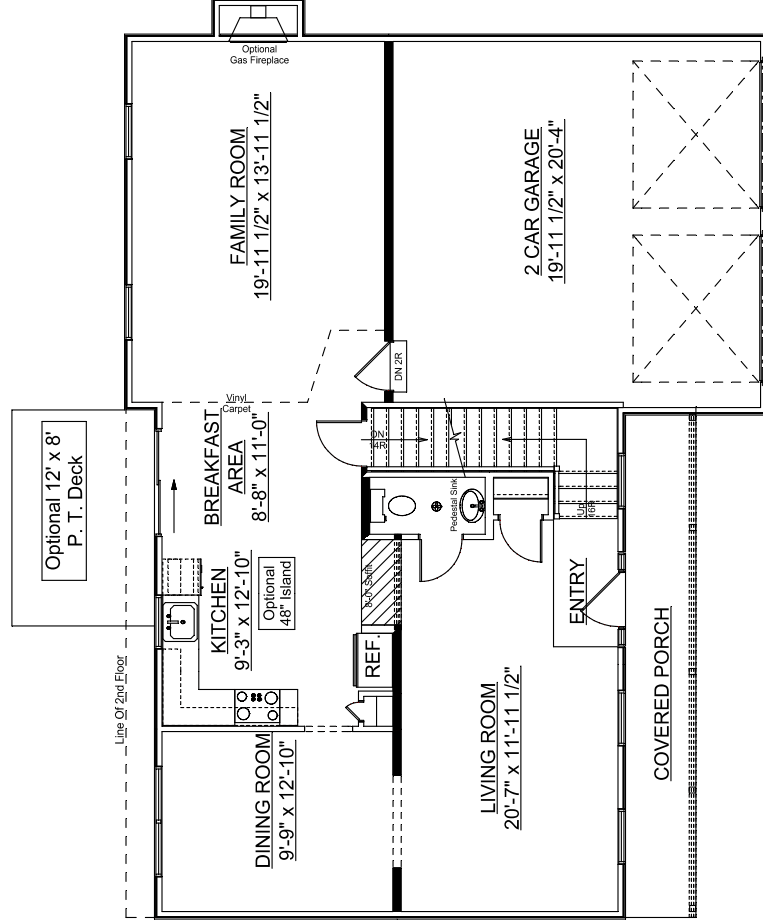 Optional
Gas Fireplace
FAMILY ROOM
19'-11 1/2" x 13'-11 1/2"
2 CAR GARAGE
19'-11 1/2" x 20'-4"
DN 2R
Vinyl
Carpet
BREAKFAST
AREA
8'-8" x 11'-0"
Optional 12' x 8'
P. T. Deck
DN
14R
Pedestal Sink
Up
16R
KITCHEN
9'-3" x 12'-10"
Optional
48" Island
8'-0" Soffit
REF.
ENTRY
COVERED PORCH
Line Of 2nd Floor
DINING ROOM
9'-9" x 12'-10"
LIVING ROOM
20'-7" x 11'-11 1/2"